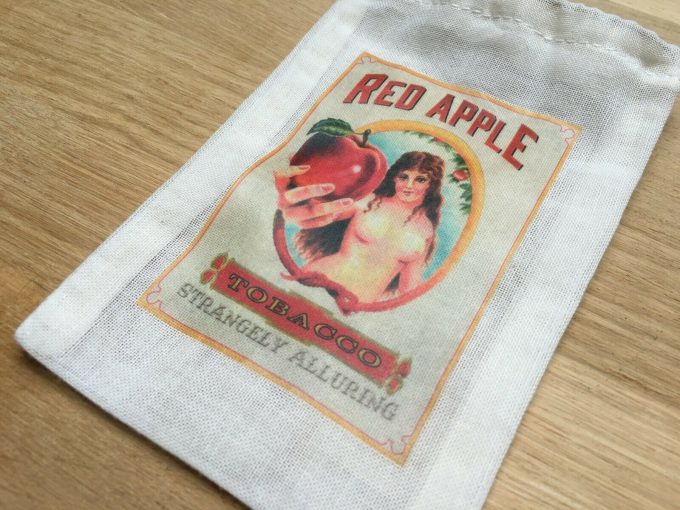 RED APPLE
TOBACCO
STRANGELY ALLURING